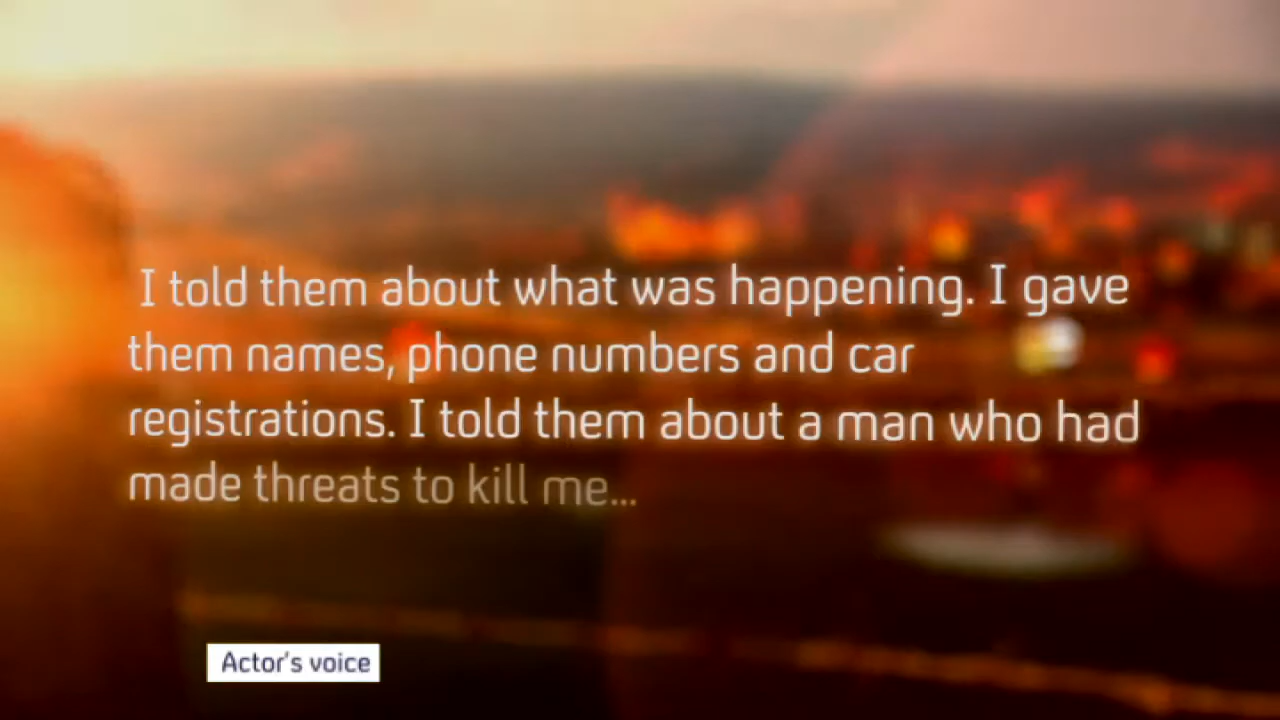 I told them about what was happening. I gave
them names, phone numbers and car
registrations. I told them about a man who had
made threats to kill me...
Actor's voice